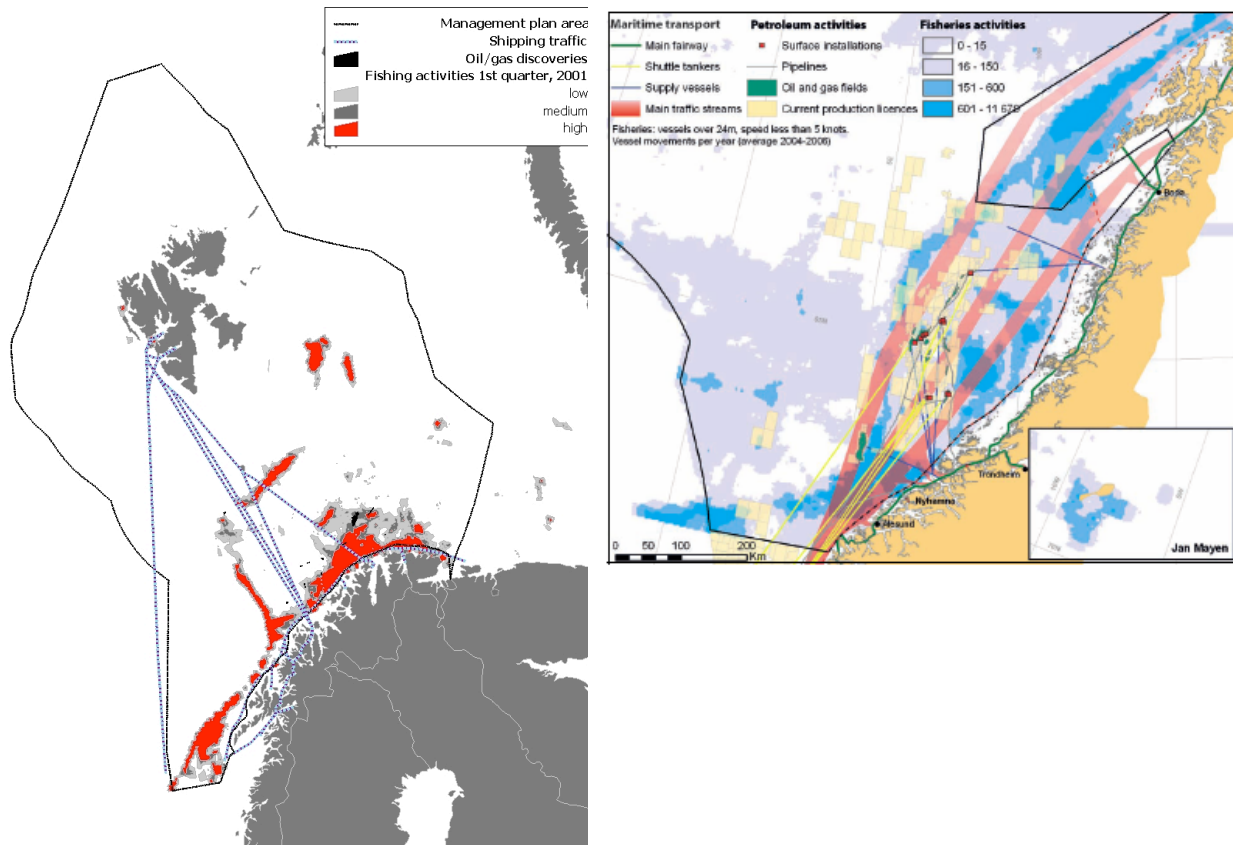 Management plan area
Shipping traffic
Oil/gas discoveries
Fishing activities 1st quarter, 2001
low
medium
high
Maritime transport
Main fairway
Shuttle tankers
Supply vessels
Main traffic streams
Petroleum activities
Surface installations
Pipelines
Oil and gas fields
Current production licences
Fisheries activities
0 - 15
16 - 150
151 - 600
601 - 11 678
Fisheries: vessels over 24m, speed less than 5 knots.
Vessel movements per year (average 2004-2006)
Bodø
Trondheim
Nyhamna
Ålesund
0 50 100 200
Km
Jan Mayen